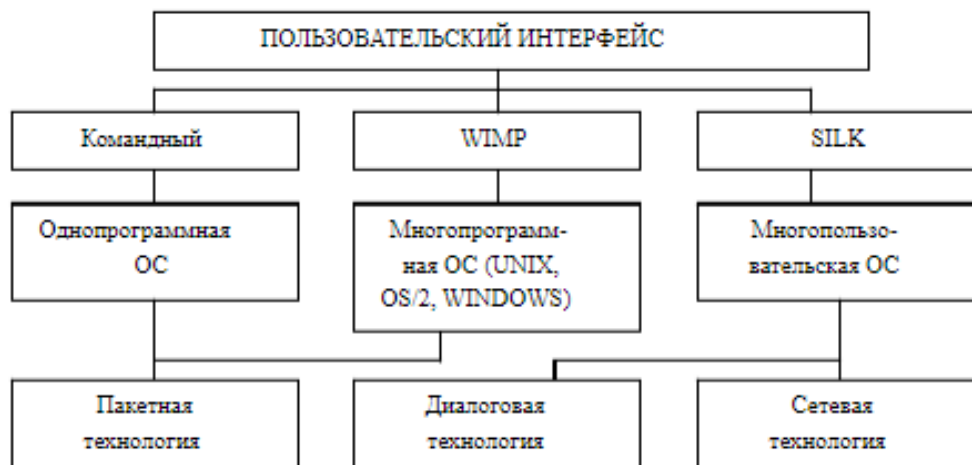 ПОЛЬЗОВАТЕЛЬСКИЙ ИНТЕРФЕЙС
Командный
WIMP
SILK
Однопрограммная
ОС
Многопрограмм-
ная ОС (UNIX,
OS/2, WINDOWS)
Многопользо-
вательская ОС
Пакетная
технология
Диалоговая
технология
Сетевая
технология